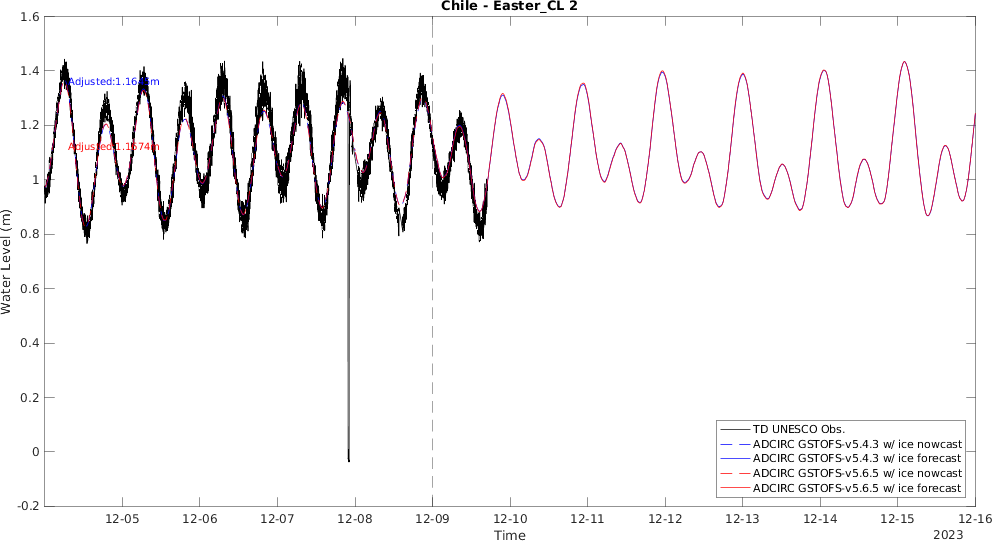 Chile - Easter_CL 2
1.6
1.4
1.2
1
0.8
0.6
0.4
0.2
0
-0.2
Water Level (m)
Adjusted:
Adjusted:1.1574m
12-05
12-06
12-07
12-08
12-09
12-10
12-11
12-12
12-13
12-14
12-15
12-16
Time
2023
TD UNESCO Obs.
ADCIRC GSTOFS-v5.4.3 w/ ice nowcast
ADCIRC GSTOFS-v5.4.3 w/ ice forecast
ADCIRC GSTOFS-v5.6.5 w/ ice nowcast
ADCIRC GSTOFS-v5.6.5 w/ ice forecast